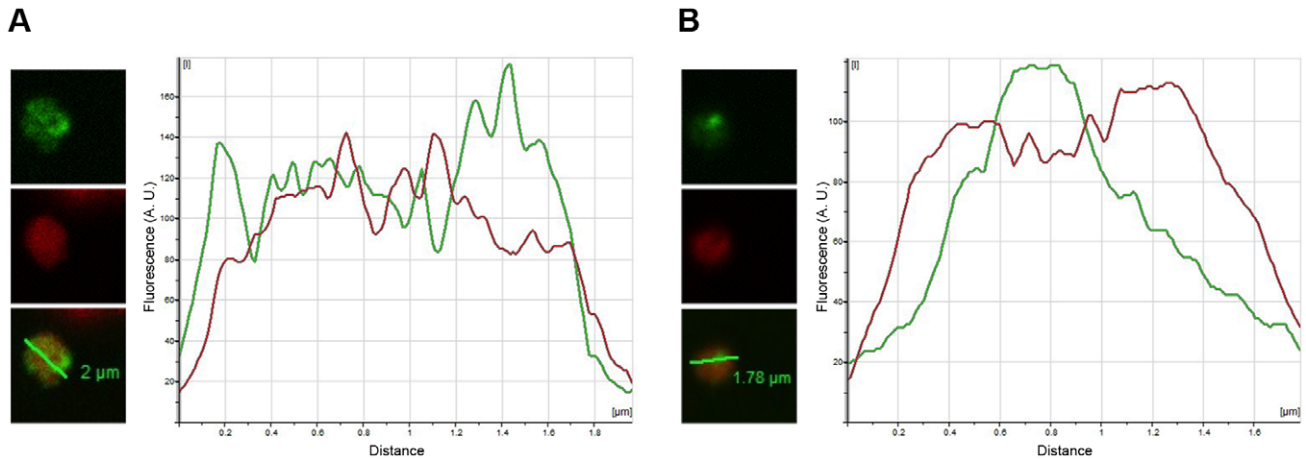 A
B
[I]
160
140
120
100
80
60
40
20
Fluorescence (A. U.)
2 µm
[µm]
0.2 0.4 0.6 0.8 1 1.2 1.4 1.6 1.8
Distance
[I]
100
80
60
40
20
Fluorescence (A. U.)
1.78 µm
[µm]
0.2 0.4 0.6 0.8 1 1.2 1.4 1.6
Distance